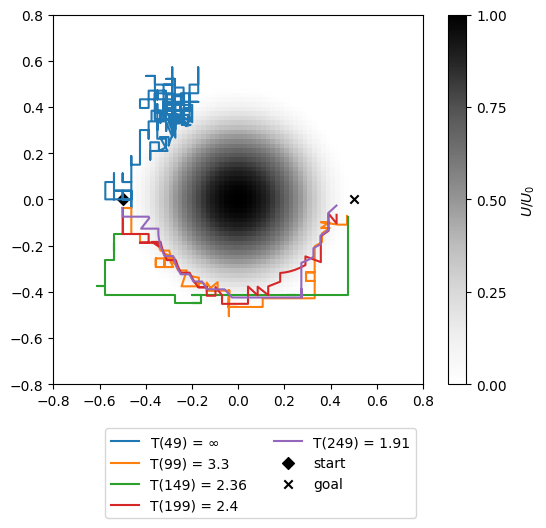 0.8
0.6
0.4
0.2
0.0
−0.2
−0.4
−0.6
−0.8
−0.8 −0.6 −0.4 −0.2 0.0 0.2 0.4 0.6 0.8
1.00
0.75
0.50
0.25
0.00
U/U₀
T(49) = ∞
T(99) = 3.3
T(149) = 2.36
T(199) = 2.4
T(249) = 1.91
start
goal